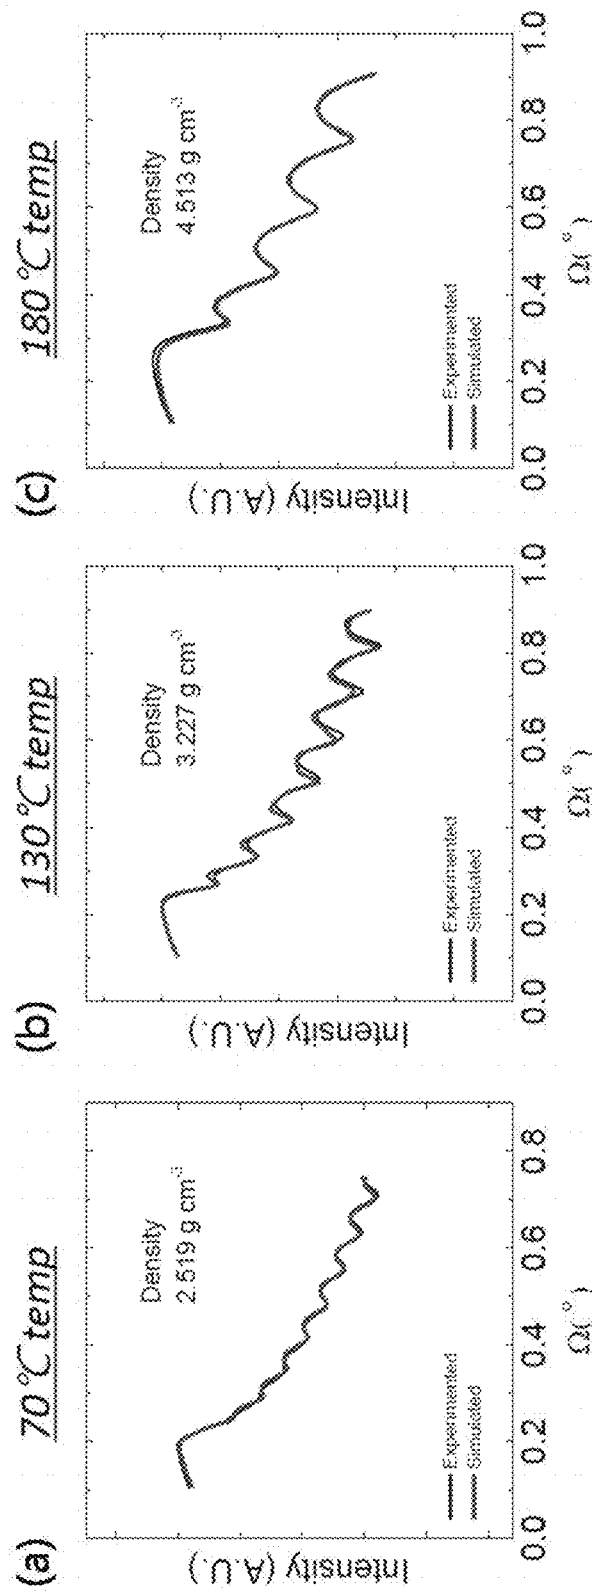 (a)
70°C temp
Density
2.519 g cm-3
Intensity (A.U.)
Experimented
Simulated
0.0 0.2 0.4 0.6 0.8
Ω(°)
(b)
130°C temp
Density
3.227 g cm-3
Intensity (A.U.)
Experimented
Simulated
0.0 0.2 0.4 0.6 0.8 1.0
Ω(°)
(c)
180°C temp
Density
4.513 g cm-3
Intensity (A.U.)
Experimented
Simulated
0.0 0.2 0.4 0.6 0.8 1.0
Ω(°)